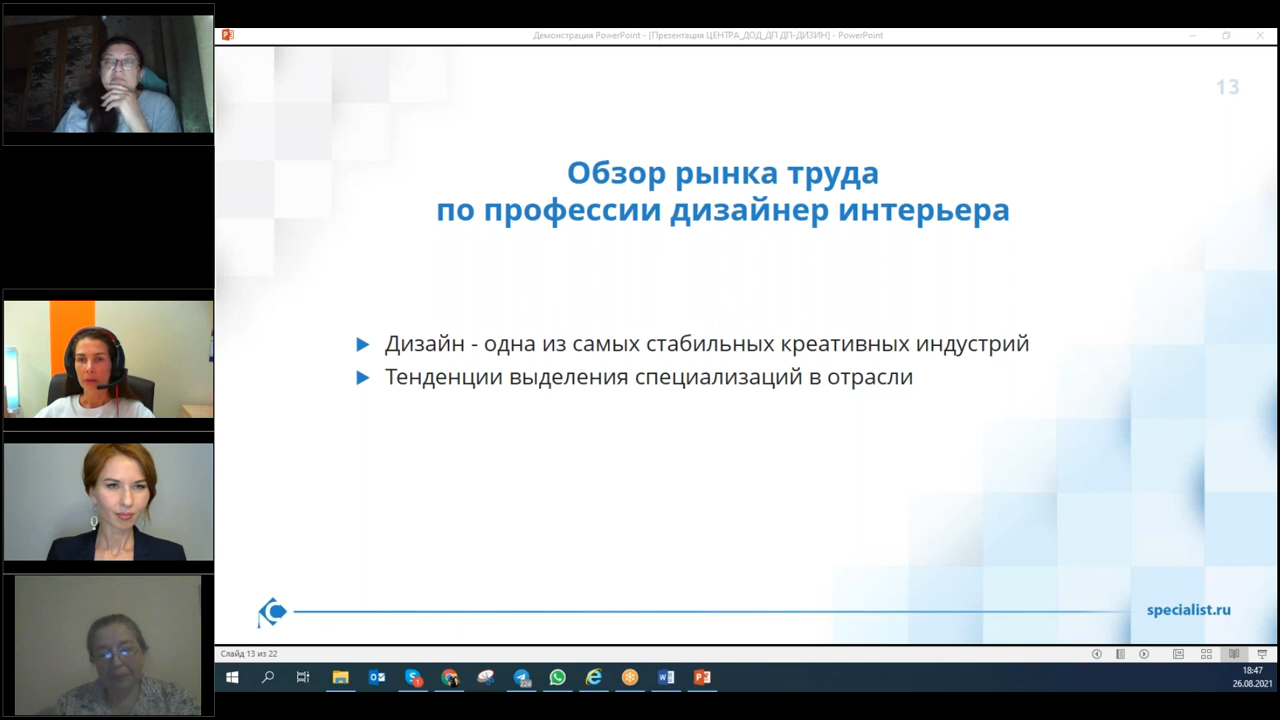 Демонстрация PowerPoint - [Презентация ЦЕНТРА_ДОД_ДП ДП-ДИЗИН] - PowerPoint
13
Обзор рынка труда
по профессии дизайнер интерьера
Дизайн - одна из самых стабильных креативных индустрий
Тенденции выделения специализаций в отрасли
specialist.ru
Слайд 13 из 22
18:47
26.08.2021